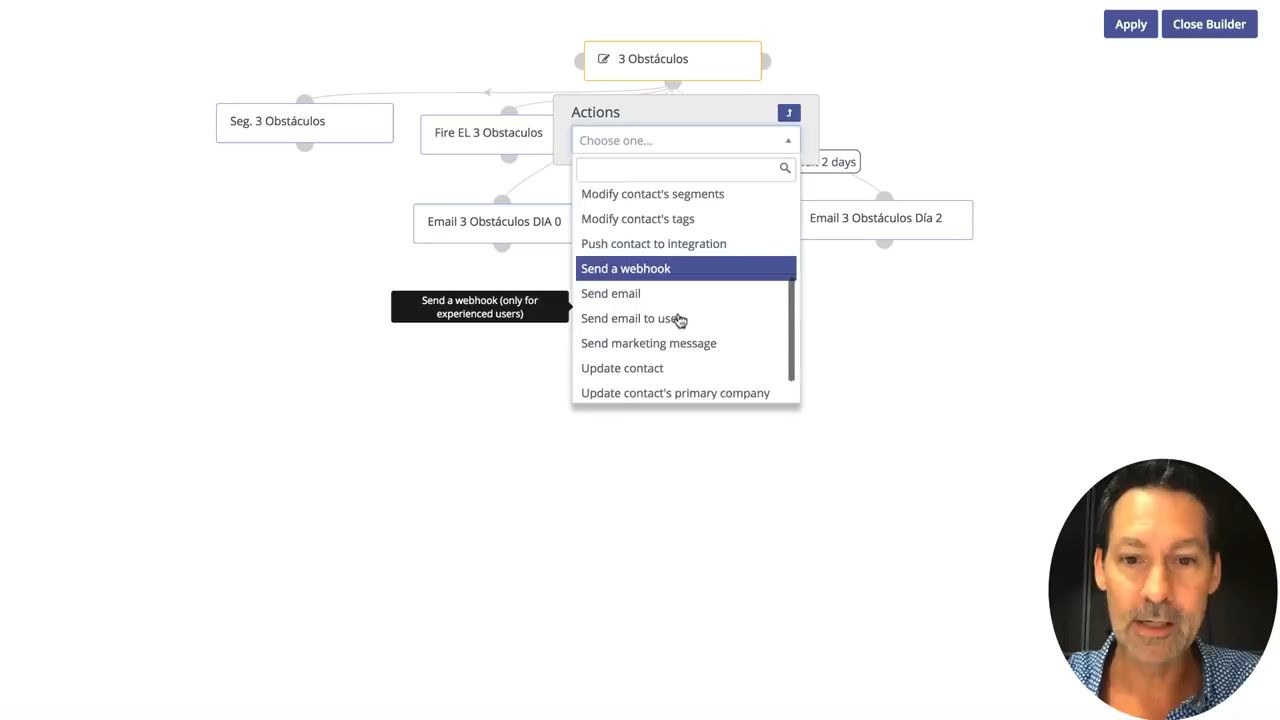 Apply
Close Builder
3 Obstáculos
Actions
Seg. 3 Obstáculos
Fire EL 3 Obstaculos
Choose one...
2 days
Modify contact's segments
Modify contact's tags
Email 3 Obstáculos DIA 0
Email 3 Obstáculos Día 2
Push contact to integration
Send a webhook
Send email
Send a webhook (only for
experienced users)
Send email to
Send marketing message
Update contact
Update contact's primary company